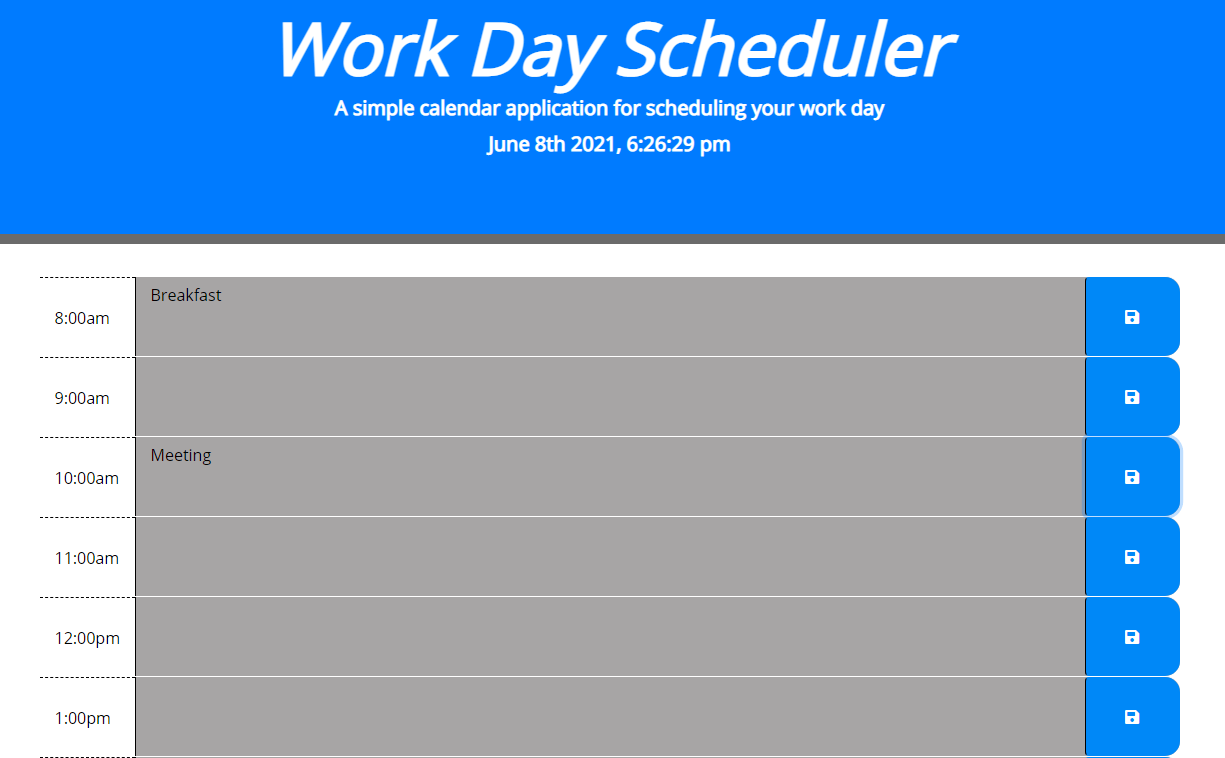 Work Day Scheduler
A simple calendar application for scheduling your work day
June 8th 2021, 6:26:29 pm
8:00am Breakfast
9:00am
10:00am Meeting
11:00am
12:00pm
1:00pm